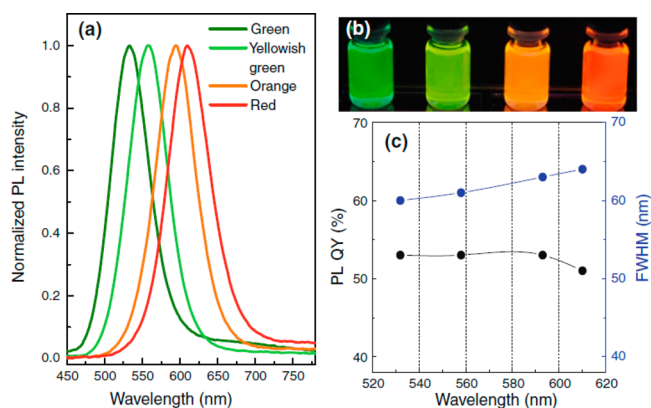 (a)
Green
Yellowish
green
Orange
Red
1.0
0.8
0.6
0.4
0.2
0.0
Normalized PL intensity
450 500 550 600 650 700 750
Wavelength (nm)
(b)
(c)
70
60
50
40
PL QY (%)
70
60
50
40
FWHM (nm)
520 540 560 580 600 620
Wavelength (nm)